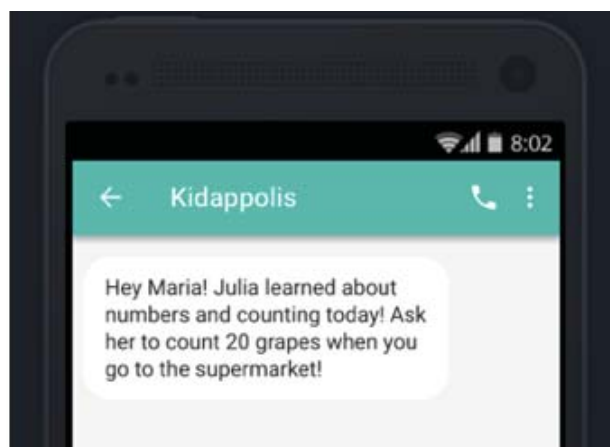 8:02
Kidappolis
Hey Maria! Julia learned about
numbers and counting today! Ask
her to count 20 grapes when you
go to the supermarket!